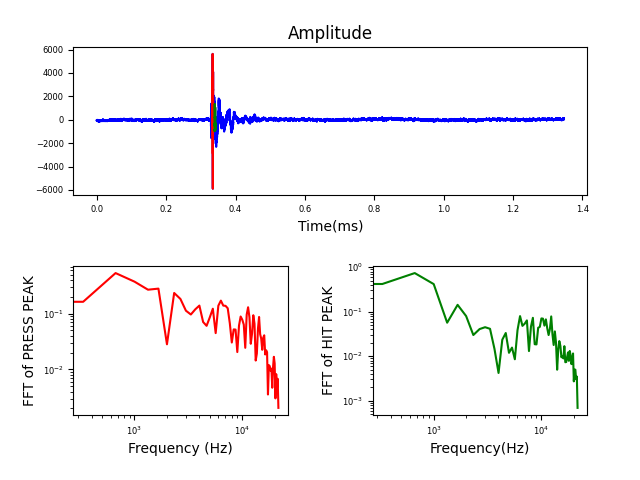 Amplitude
6000
4000
2000
0
−2000
−4000
−6000
0.0 0.2 0.4 0.6 0.8 1.0 1.2 1.4
Time(ms)
FFT of PRESS PEAK
10⁻¹
10⁻²
10³ 10⁴
Frequency (Hz)
FFT of HIT PEAK
10⁰
10⁻¹
10⁻²
10⁻³
10³ 10⁴
Frequency(Hz)